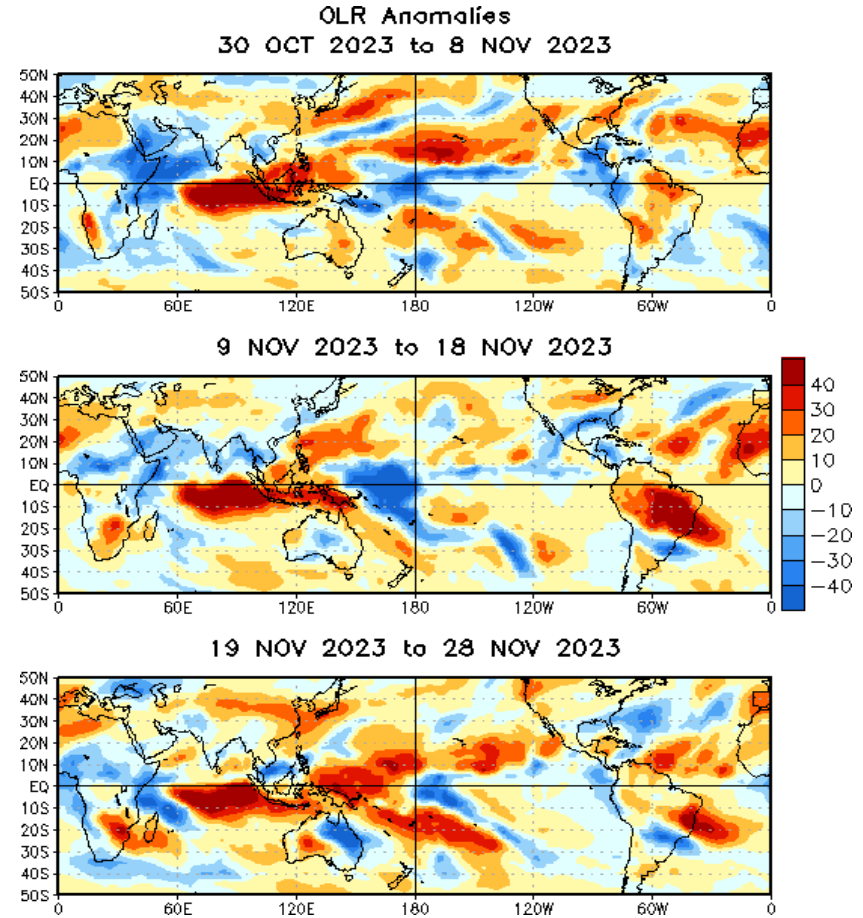 OLR Anomalies
30 OCT 2023 to 8 NOV 2023
50N
40N
30N
20N
10N
EQ
10S
20S
30S
40S
50S
0 60E 120E 180 120W 60W 0
9 NOV 2023 to 18 NOV 2023
50N
40N
30N
20N
10N
EQ
10S
20S
30S
40S
50S
0 60E 120E 180 120W 60W 0
40
30
20
10
0
−10
−20
−30
−40
19 NOV 2023 to 28 NOV 2023
50N
40N
30N
20N
10N
EQ
10S
20S
30S
40S
50S
0 60E 120E 180 120W 60W 0